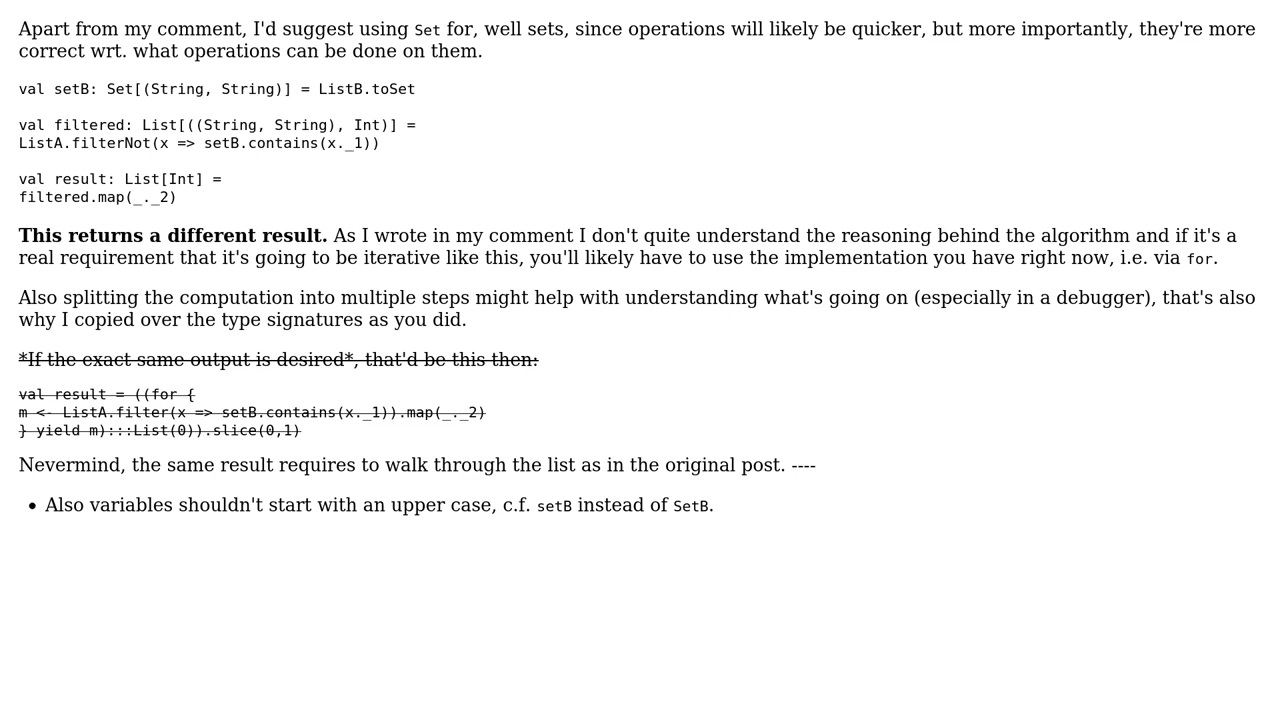 Apart from my comment, I'd suggest using Set for, well sets, since operations will likely be quicker, but more importantly, they're more
correct wrt. what operations can be done on them.
val setB: Set[(String, String)] = ListB.toSet
val filtered: List[((String, String), Int)] =
ListA.filterNot(x => setB.contains(x._1))
val result: List[Int] =
filtered.map(_._2)
This returns a different result. As I wrote in my comment I don't quite understand the reasoning behind the algorithm and if it's a
real requirement that it's going to be iterative like this, you'll likely have to use the implementation you have right now, i.e. via for.
Also splitting the computation into multiple steps might help with understanding what's going on (especially in a debugger), that's also
why I copied over the type signatures as you did.
*If the exact same output is desired*, that'd be this then:
val result = ((for {
m <- ListA.filter(x => setB.contains(x._1)).map(_._2)
} yield m):::List(0)).slice(0,1)
Nevermind, the same result requires to walk through the list as in the original post. ----
• Also variables shouldn't start with an upper case, c.f. setB instead of SetB.